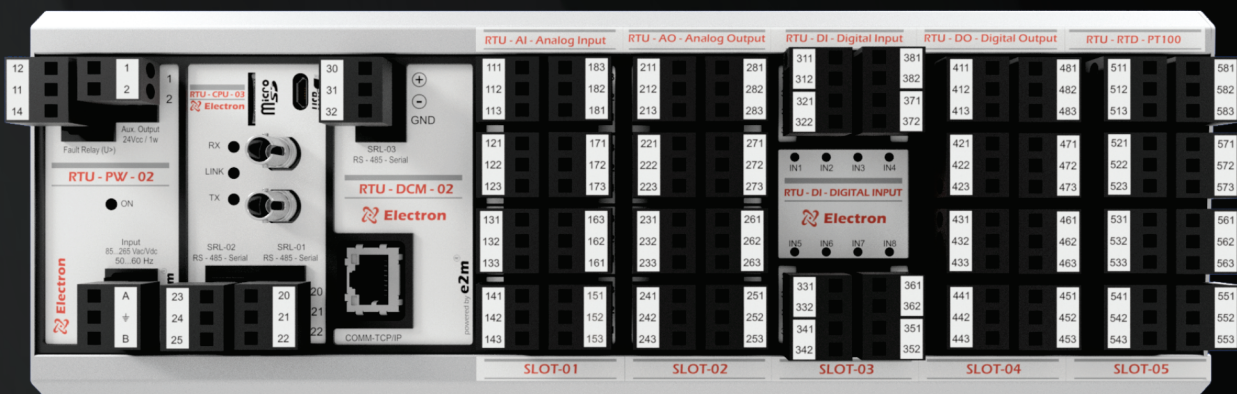 RTU - AI - Analog Input
RTU - AO - Analog Output
RTU - DI - Digital Input
RTU - DO - Digital Output
RTU - RTD - PT100
12
11
14
1
2
1
2
Aux. Output
24Vcc / 1w
Fault Relay (U>)
RTU - PW - 02
ON
Input
85...265 Vac/Vdc
50...60 Hz
Electron
A
B
RTU - CPU - 03
Electron
micro
SD
USB
RX
LINK
TX
SRL-02
RS - 485 - Serial
SRL-01
RS - 485 - Serial
23
24
25
20
21
22
20
21
22
30
31
32
GND
SRL-03
RS - 485 - Serial
RTU - DCM - 02
Electron
COMM-TCP/IP
powered by e2m
111 183
112 182
113 181
121 171
122 172
123 173
131 163
132 162
133 161
141 151
142 152
143 153
SLOT-01
211 281
212 282
213 283
221 271
222 272
223 273
231 261
232 262
233 263
241 251
242 252
243 253
SLOT-02
311 381
312 382
321 371
322 372
IN1 IN2 IN3 IN4
RTU - DI - DIGITAL INPUT
Electron
IN5 IN6 IN7 IN8
331 361
332 362
341 351
342 352
SLOT-03
411 481
412 482
413 483
421 471
422 472
423 473
431 461
432 462
433 463
441 451
442 452
443 453
SLOT-04
511 581
512 582
513 583
521 571
522 572
523 573
531 561
532 562
533 563
541 551
542 552
543 553
SLOT-05